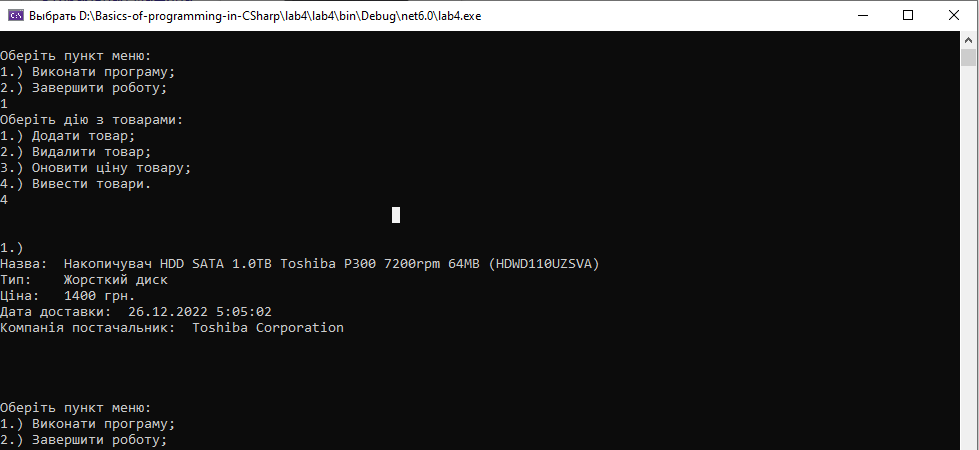 Выбрать D:\Basics-of-programming-in-CSharp\lab4\lab4\bin\Debug\net6.0\lab4.exe
Оберіть пункт меню:
1.) Виконати програму;
2.) Завершити роботу;
1
Оберіть дію з товарами:
1.) Додати товар;
2.) Видалити товар;
3.) Оновити ціну товару;
4.) Вивести товари.
4
1.)
Назва:  Накопичувач HDD SATA 1.0TB Toshiba P300 7200rpm 64MB (HDWD110UZSVA)
Тип:    Жорсткий диск
Ціна:   1400 грн.
Дата доставки:  26.12.2022 5:05:02
Компанія постачальник:  Toshiba Corporation
Оберіть пункт меню:
1.) Виконати програму;
2.) Завершити роботу;